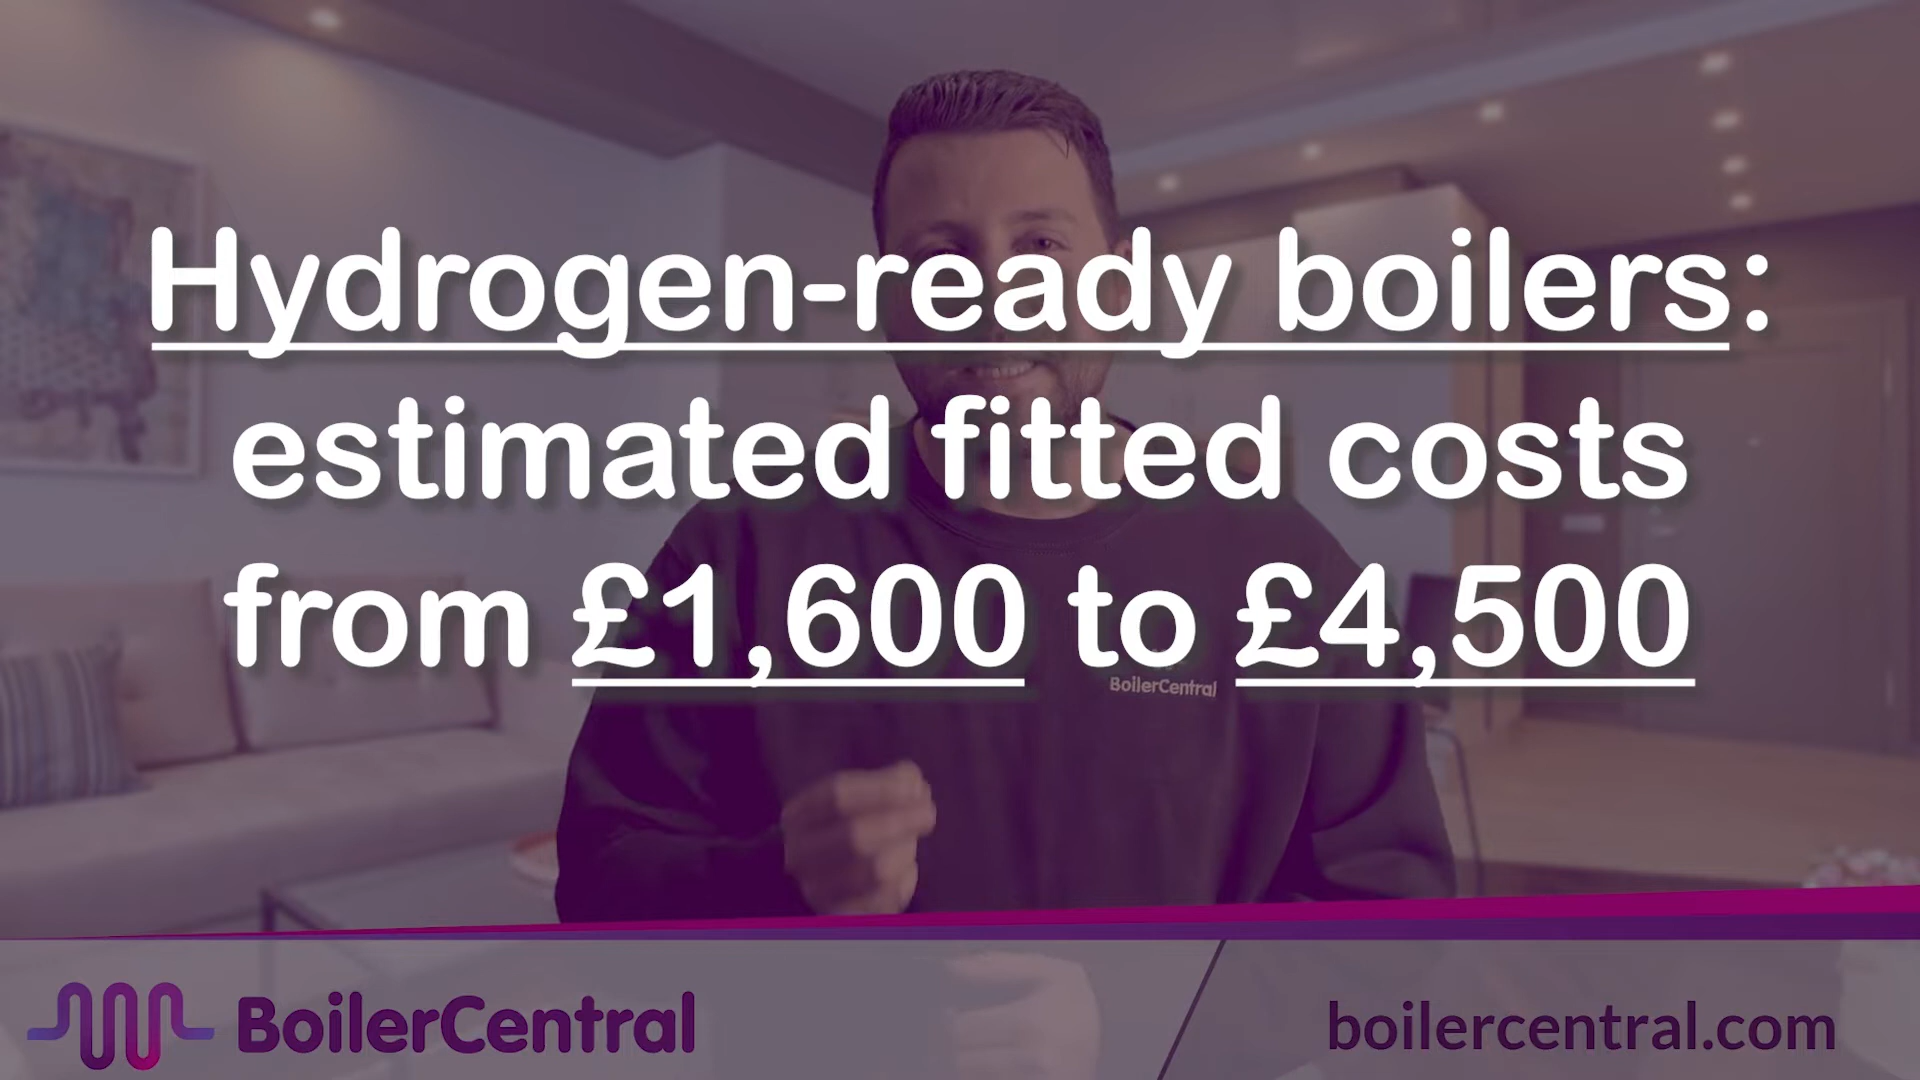 Hydrogen-ready boilers:
estimated fitted costs
from £1,600 to £4,500
BoilerCentral
BoilerCentral
boilercentral.com